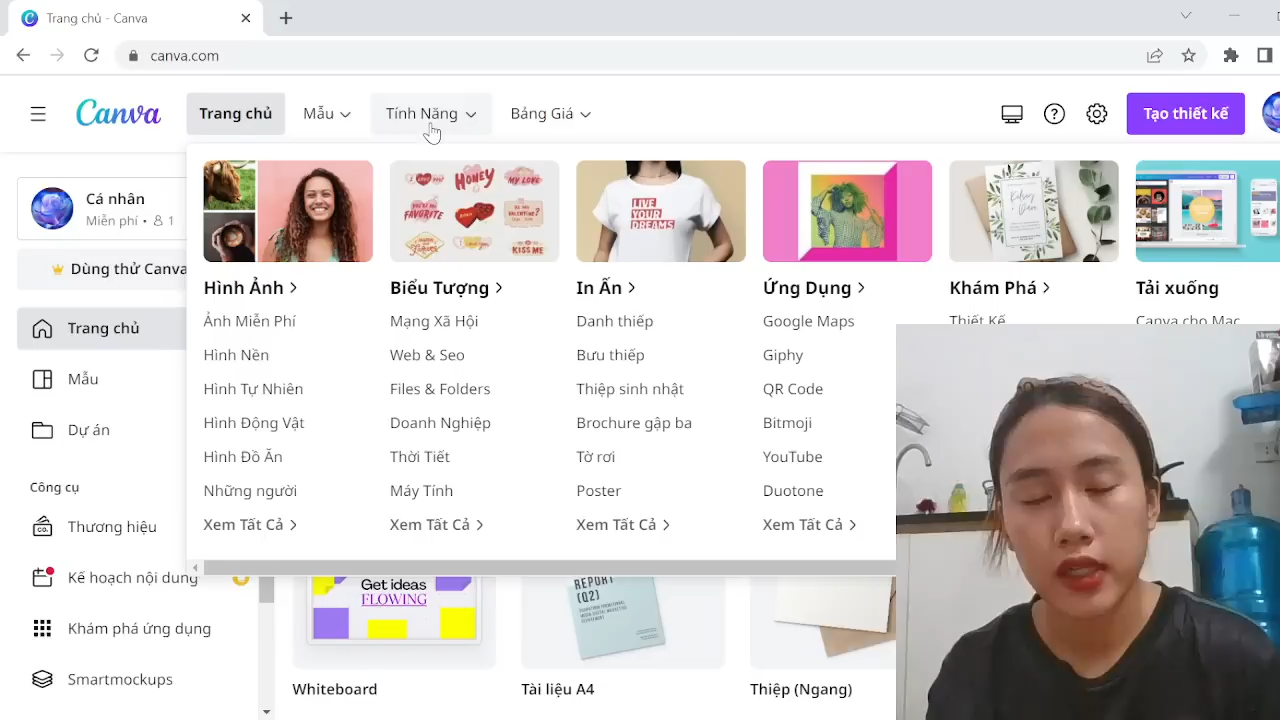 Trang chủ - Canva
canva.com
Canva
Trang chủ
Mẫu
Tính Năng
Bảng Giá
Tạo thiết kế
Cá nhân
Miễn phí • 1
Dùng thử Canva
Trang chủ
Mẫu
Dự án
Công cụ
Thương hiệu
Kế hoạch nội dung
Khám phá ứng dụng
Smartmockups
Hình Ảnh
Ảnh Miễn Phí
Hình Nền
Hình Tự Nhiên
Hình Động Vật
Hình Đồ Ăn
Những người
Xem Tất Cả
HONEY
MY LOVE
KISS ME
Biểu Tượng
Mạng Xã Hội
Web & Seo
Files & Folders
Doanh Nghiệp
Thời Tiết
Máy Tính
Xem Tất Cả
LIVE
YOUR
DREAMS
In Ấn
Danh thiếp
Bưu thiếp
Thiệp sinh nhật
Brochure gập ba
Tờ rơi
Poster
Xem Tất Cả
Ứng Dụng
Google Maps
Giphy
QR Code
Bitmoji
YouTube
Duotone
Xem Tất Cả
Khám Phá
Thiết Kế
Tải xuống
Canva cho Mac
Get ideas
FLOWING
REPORT
(Q2)
Whiteboard
Tài liệu A4
Thiệp (Ngang)